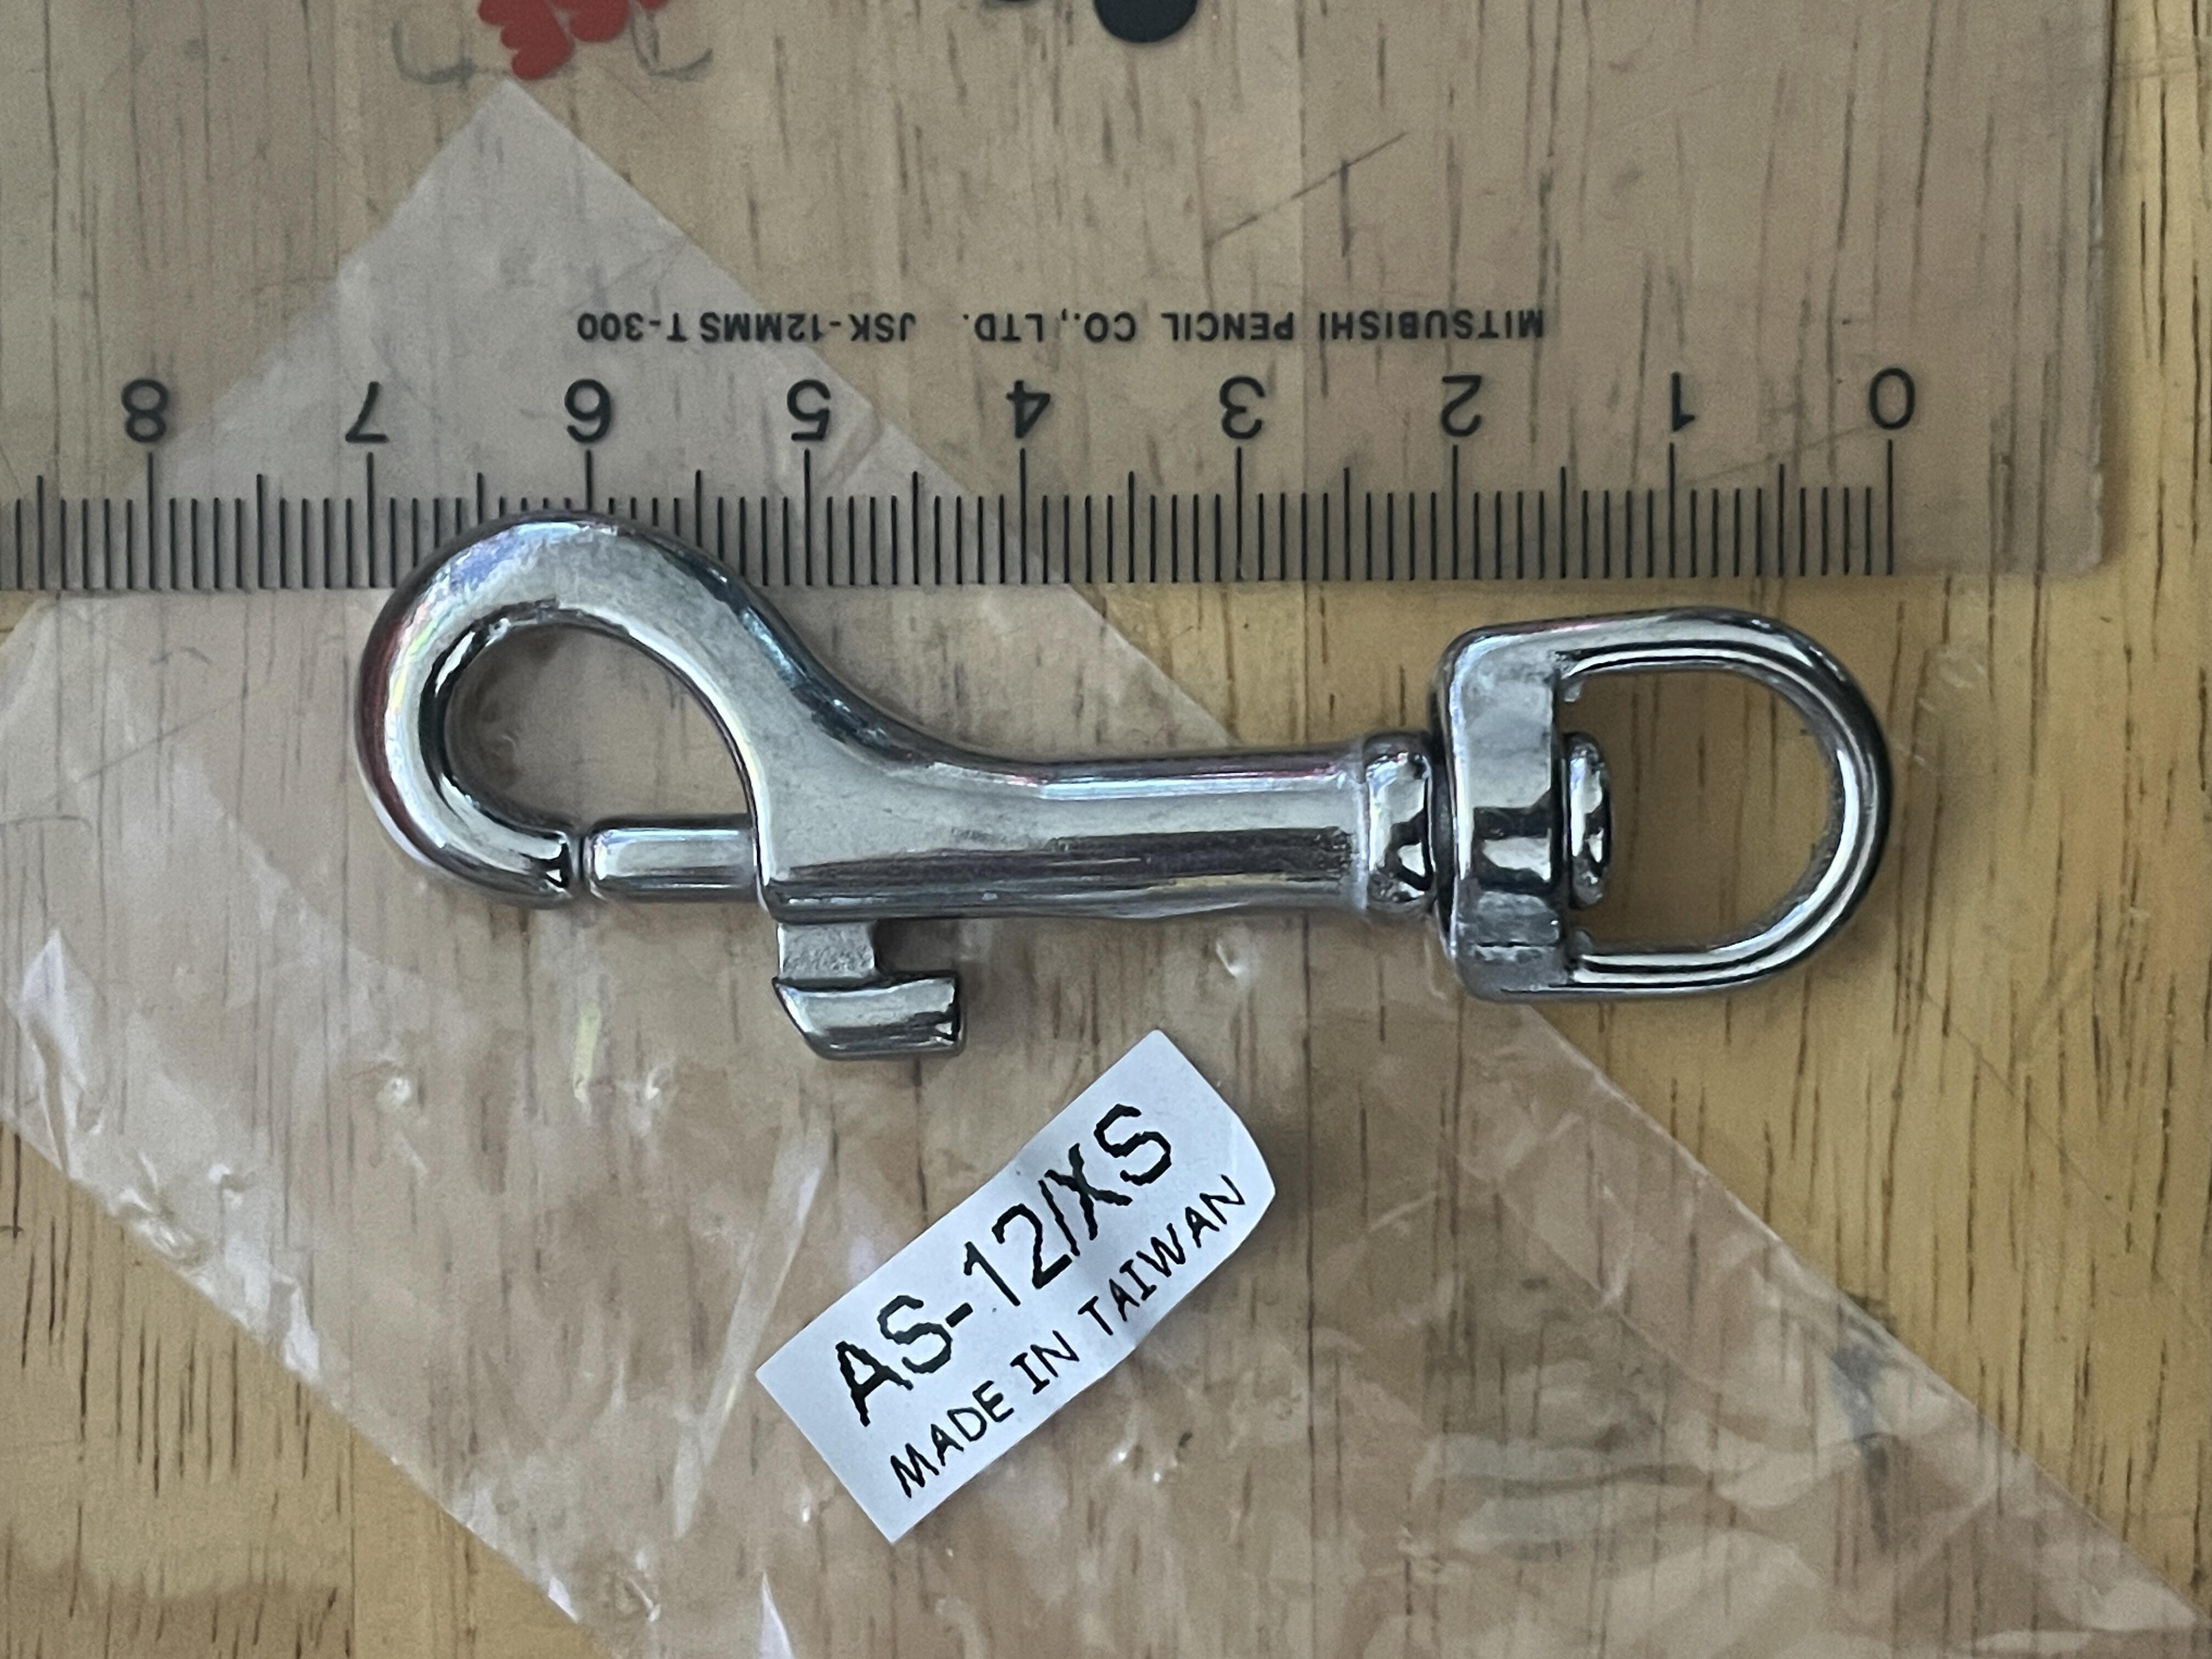 MITSUBISHI PENCIL CO., LTD. JSK-12MMS T-300
0 1 2 3 4 5 6 7 8
AS-12/XS
MADE IN TAIWAN